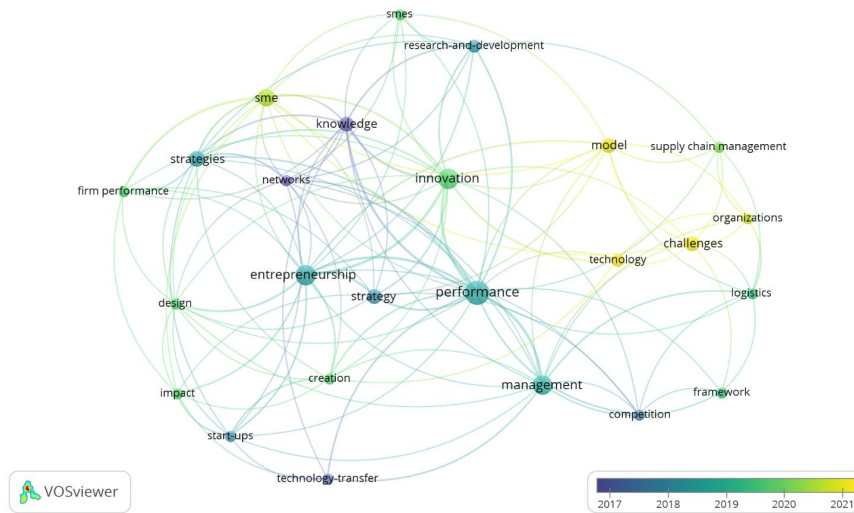 smes
research-and-development
sme
knowledge
model
supply chain management
strategies
networks
innovation
firm performance
organizations
challenges
technology
entrepreneurship
performance
strategy
logistics
design
creation
management
impact
framework
competition
start-ups
technology-transfer
VOSviewer
2017 2018 2019 2020 2021